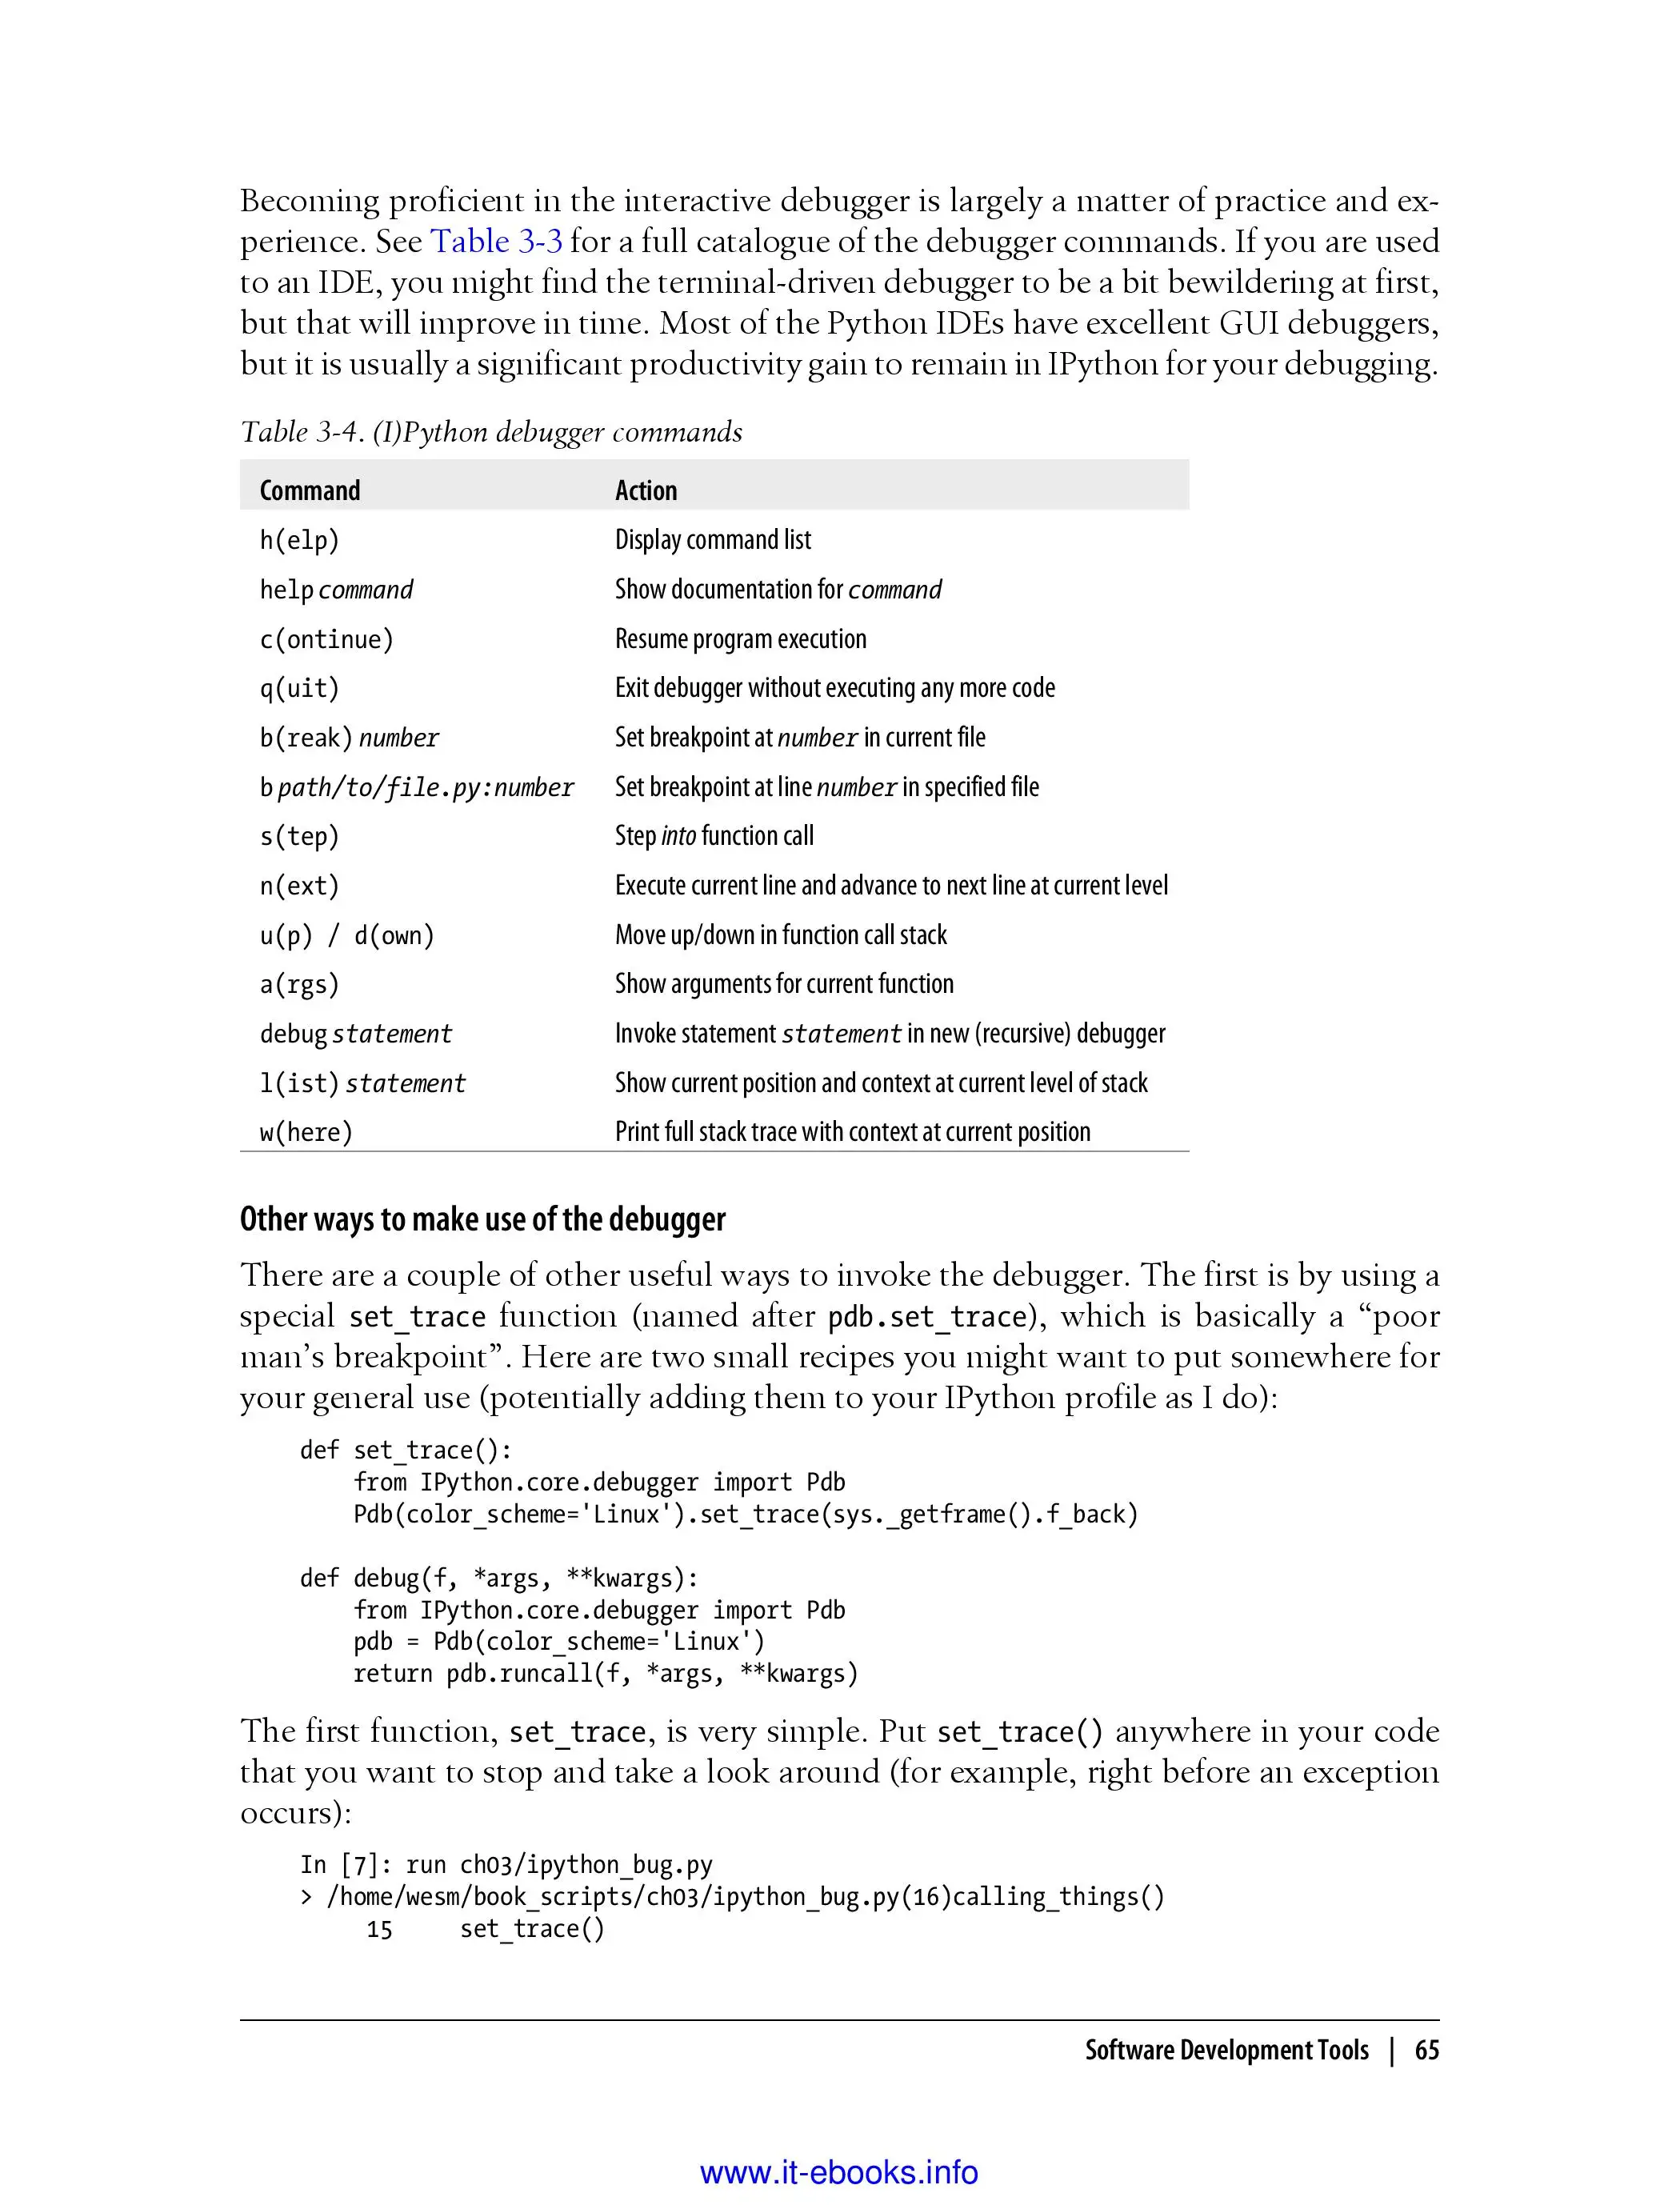 Becoming proficient in the interactive debugger is largely a matter of practice and ex-
perience. See Table 3-3 for a full catalogue of the debugger commands. If you are used
to an IDE, you might find the terminal-driven debugger to be a bit bewildering at first,
but that will improve in time. Most of the Python IDEs have excellent GUI debuggers,
but it is usually a significant productivity gain to remain in IPython for your debugging.
Table 3-4. (I)Python debugger commands
Command Action
h(elp) Display command list
help command Show documentation for command
c(ontinue) Resume program execution
q(uit) Exit debugger without executing any more code
b(reak) number Set breakpoint at number in current file
b path/to/file.py:number Set breakpoint at line number in specified file
s(tep) Step into function call
n(ext) Execute current line and advance to next line at current level
u(p) / d(own) Move up/down in function call stack
a(rgs) Show arguments for current function
debug statement Invoke statement statement in new (recursive) debugger
l(ist) statement Show current position and context at current level of stack
w(here) Print full stack trace with context at current position
Other ways to make use of the debugger
There are a couple of other useful ways to invoke the debugger. The first is by using a
special set_trace function (named after pdb.set_trace), which is basically a “poor
man’s breakpoint”. Here are two small recipes you might want to put somewhere for
your general use (potentially adding them to your IPython profile as I do):
def set_trace():
    from IPython.core.debugger import Pdb
    Pdb(color_scheme='Linux').set_trace(sys._getframe().f_back)
def debug(f, *args, **kwargs):
    from IPython.core.debugger import Pdb
    pdb = Pdb(color_scheme='Linux')
    return pdb.runcall(f, *args, **kwargs)
The first function, set_trace, is very simple. Put set_trace() anywhere in your code
that you want to stop and take a look around (for example, right before an exception
occurs):
In [7]: run ch03/ipython_bug.py
> /home/wesm/book_scripts/ch03/ipython_bug.py(16)calling_things()
     15     set_trace()
Software Development Tools | 65
www.it-ebooks.info